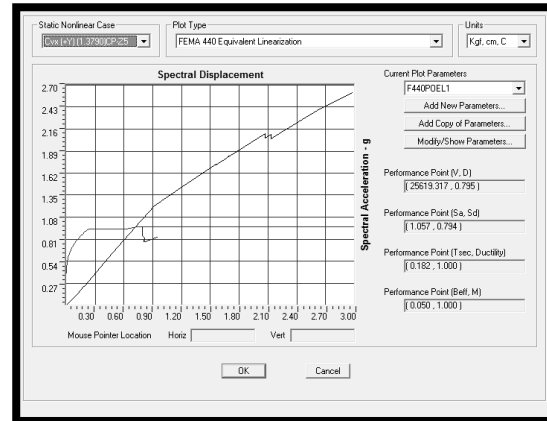 Static Nonlinear Case
Plot Type
FEMA 440 Equivalent Linearization
Units
Kgf, cm, C
Spectral Displacement
2.70
2.43
2.16
1.89
1.62
1.35
1.08
0.81
0.54
0.27
0.30 0.60 0.90 1.20 1.50 1.80 2.10 2.40 2.70 3.00
Spectral Acceleration - g
Mouse Pointer Location Horiz Vert
Current Plot Parameters
F440POEL1
Add New Parameters...
Add Copy of Parameters...
Modify/Show Parameters...
Performance Point (V, D)
( 25619.317 , 0.795 )
Performance Point (Sa, Sd)
( 1.057 , 0.794 )
Performance Point (Tsec, Ductility)
( 0.182 , 1.000 )
Performance Point (Beff, M)
( 0.050 , 1.000 )
OK Cancel